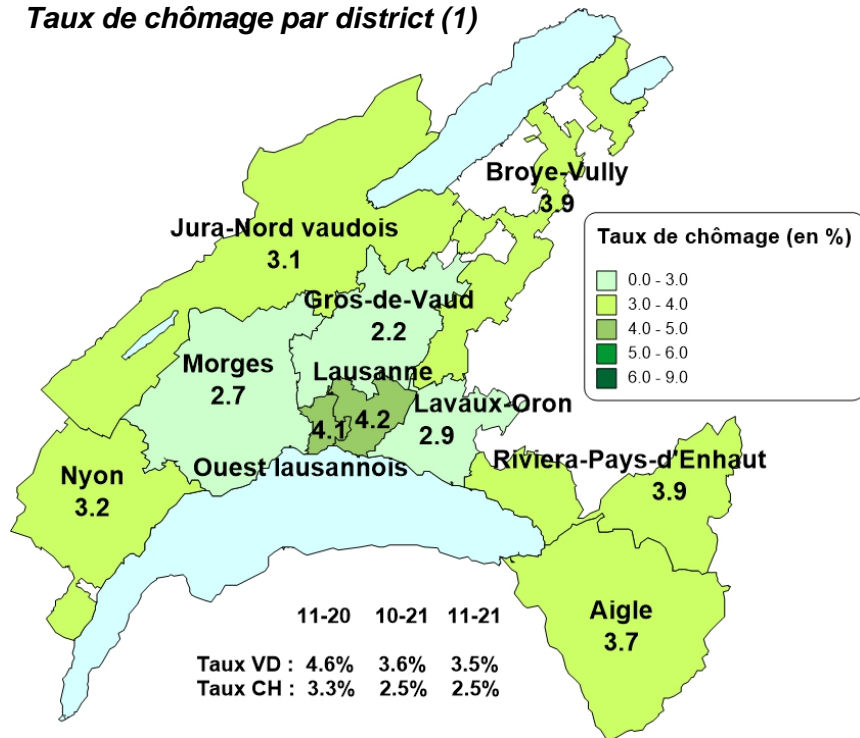 Taux de chômage par district (1)
Broye-Vully
3.9
Jura-Nord vaudois
3.1
Taux de chômage (en %)
0.0 - 3.0
3.0 - 4.0
4.0 - 5.0
5.0 - 6.0
6.0 - 9.0
Gros-de-Vaud
2.2
Morges
2.7
Lausanne
4.2
4.1
Lavaux-Oron
2.9
Ouest lausannois
Riviera-Pays-d'Enhaut
3.9
Nyon
3.2
Aigle
3.7
11-20 10-21 11-21
Taux VD : 4.6% 3.6% 3.5%
Taux CH : 3.3% 2.5% 2.5%